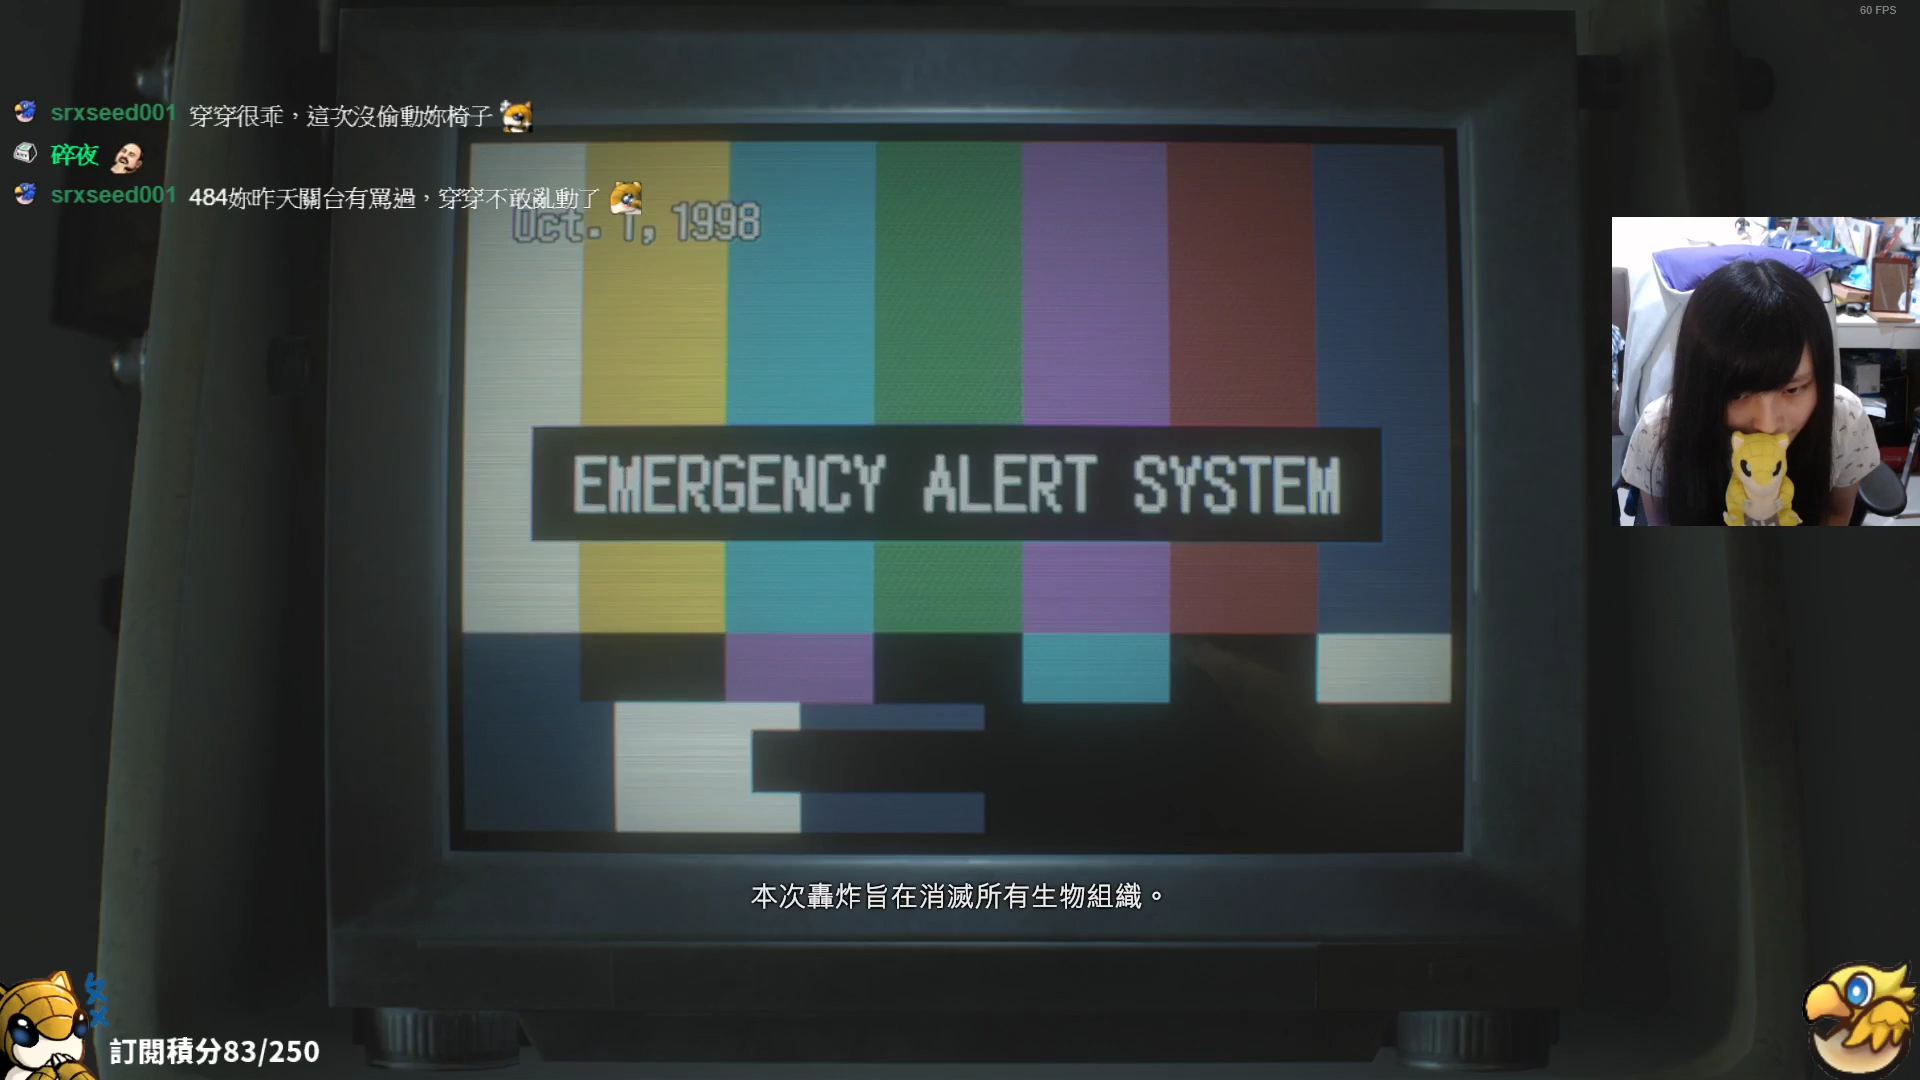 60 FPS
srxseed001 穿穿很乖，這次沒偷動妳椅子
碎夜
srxseed001 484妳昨天關台有罵過，穿穿不敢亂動了
Oct. 1, 1998
EMERGENCY ALERT SYSTEM
本次轟炸旨在消滅所有生物組織。
訂閱積分83/250